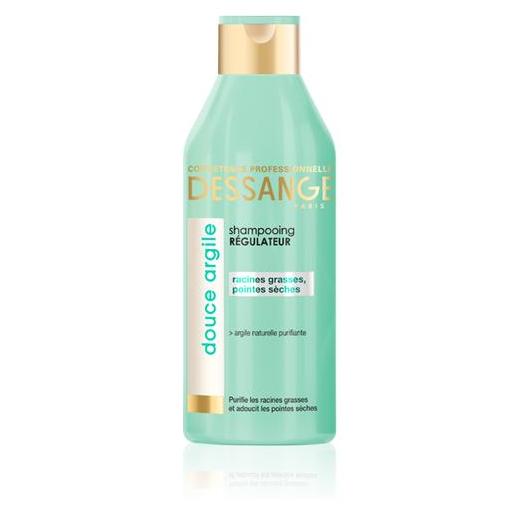 COMPÉTENCE PROFESSIONNELLE
DESSANGE
PARIS
shampooing
RÉGULATEUR
douce argile
racines grasses,
pointes sèches
> argile naturelle purifiante
Purifie les racines grasses
et adoucit les pointes sèches